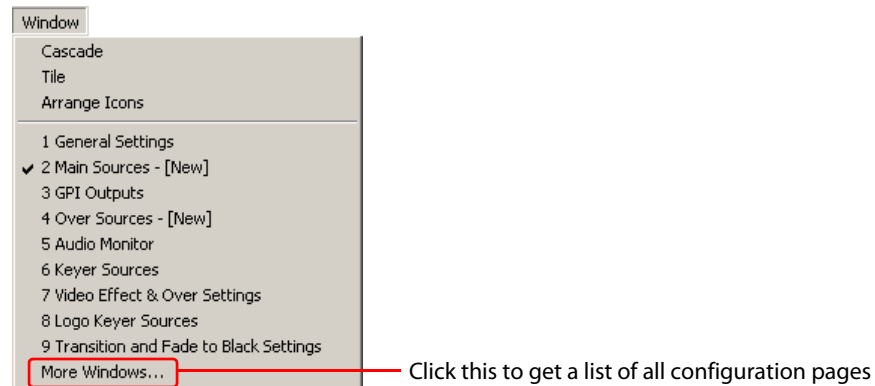 Window
Cascade
Tile
Arrange Icons
1 General Settings
✔ 2 Main Sources - [New]
3 GPI Outputs
4 Over Sources - [New]
5 Audio Monitor
6 Keyer Sources
7 Video Effect & Over Settings
8 Logo Keyer Sources
9 Transition and Fade to Black Settings
More Windows... Click this to get a list of all configuration pages